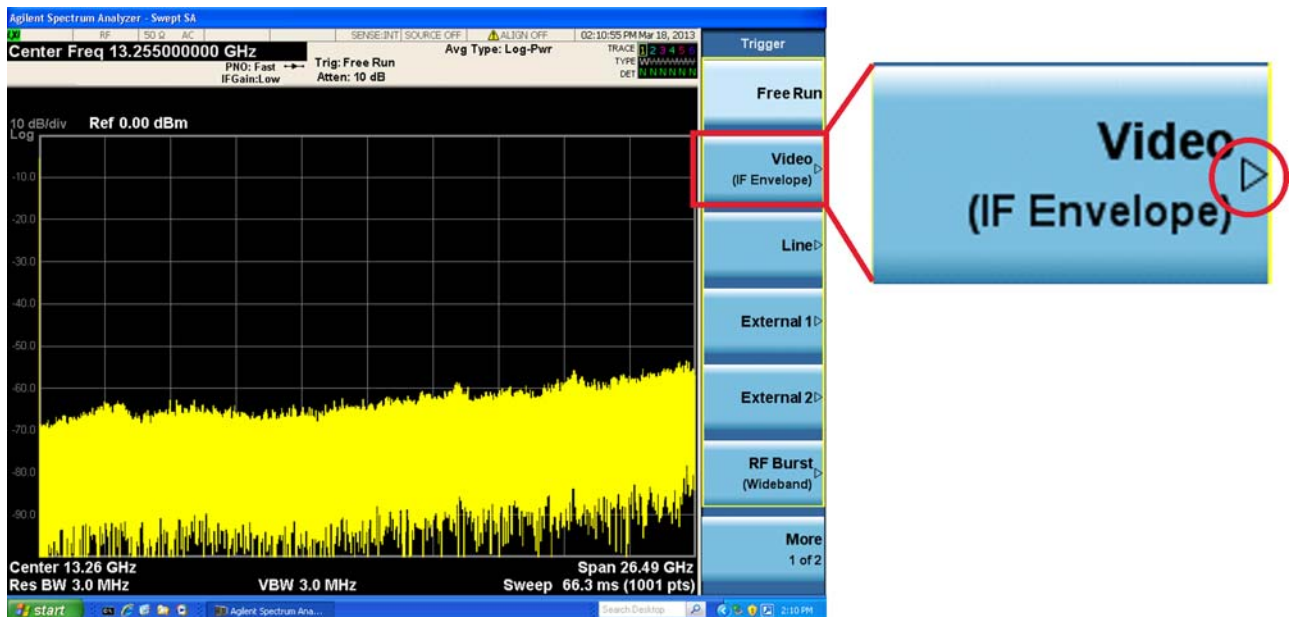 Agilent Spectrum Analyzer - Swept SA
RF 50 Ω AC SENSE:INT SOURCE OFF ALIGN OFF 02:10:55 PM Mar 18, 2013
Center Freq 13.255000000 GHz
PNO: Fast
IFGain:Low
Trig: Free Run
Atten: 10 dB
Avg Type: Log-Pwr
TRACE 1 2 3 4 5 6
TYPE
DET N N N N N N
10 dB/div Ref 0.00 dBm
Log
-10.0
-20.0
-30.0
-40.0
-50.0
-60.0
-70.0
-80.0
-90.0
Center 13.26 GHz Span 26.49 GHz
Res BW 3.0 MHz VBW 3.0 MHz Sweep 66.3 ms (1001 pts)
Trigger
Free Run
Video
(IF Envelope)
Line
External 1
External 2
RF Burst
(Wideband)
More
1 of 2
start Agilent Spectrum Ana... Search Desktop 2:10 PM
Video
(IF Envelope)